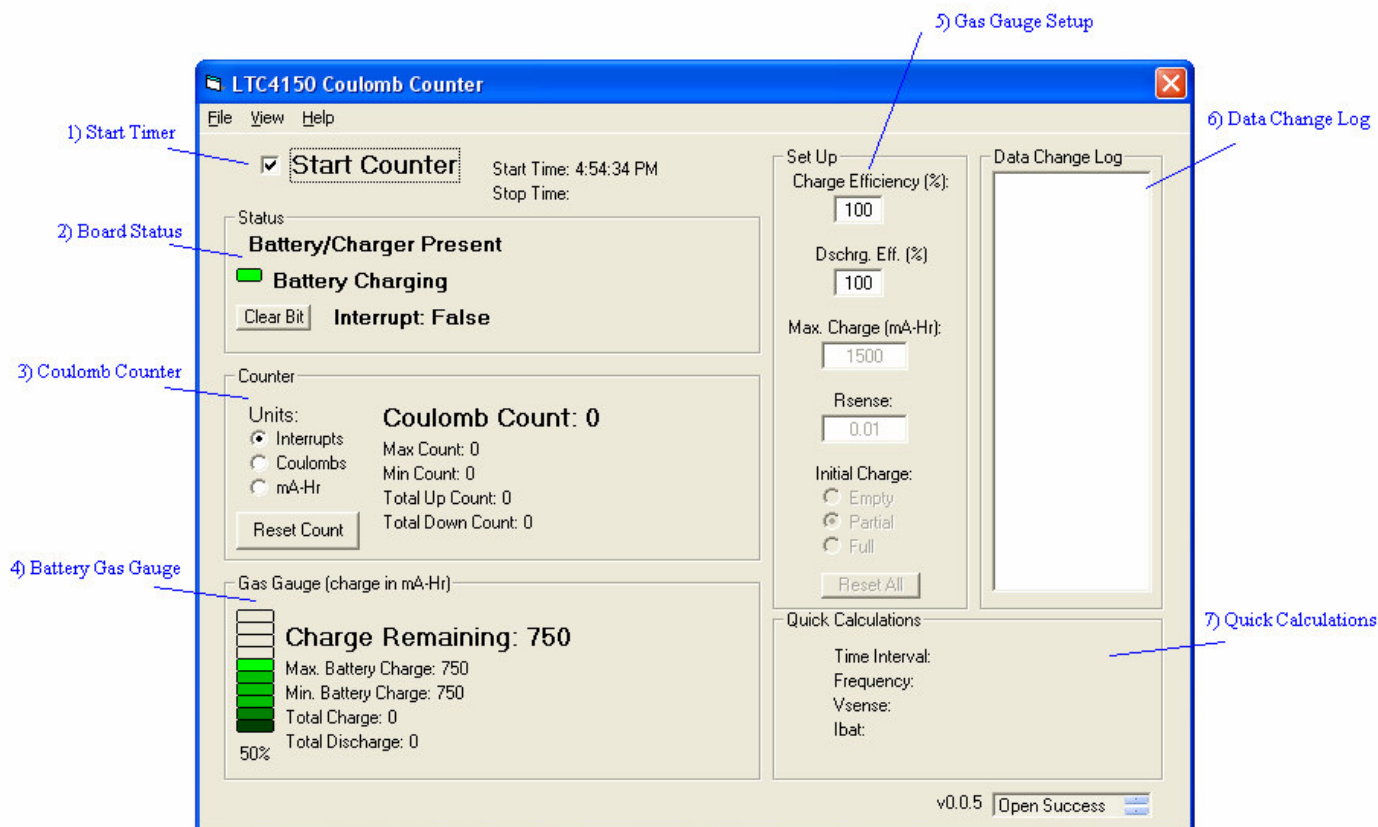 5) Gas Gauge Setup
LTC4150 Coulomb Counter
File View Help
1) Start Timer
6) Data Change Log
Start Counter
Start Time: 4:54:34 PM
Stop Time:
2) Board Status
Status
Battery/Charger Present
Battery Charging
Clear Bit
Interrupt: False
3) Coulomb Counter
Counter
Units:
Interrupts
Coulombs
mA-Hr
Reset Count
Coulomb Count: 0
Max Count: 0
Min Count: 0
Total Up Count: 0
Total Down Count: 0
4) Battery Gas Gauge
Gas Gauge (charge in mA-Hr)
50%
Charge Remaining: 750
Max. Battery Charge: 750
Min. Battery Charge: 750
Total Charge: 0
Total Discharge: 0
Set Up
Charge Efficiency (%):
100
Dschrg. Eff. (%)
100
Max. Charge (mA-Hr):
1500
Rsense:
0.01
Initial Charge:
Empty
Partial
Full
Reset All
Data Change Log
Quick Calculations
7) Quick Calculations
Time Interval:
Frequency:
Vsense:
Ibat:
v0.0.5
Open Success